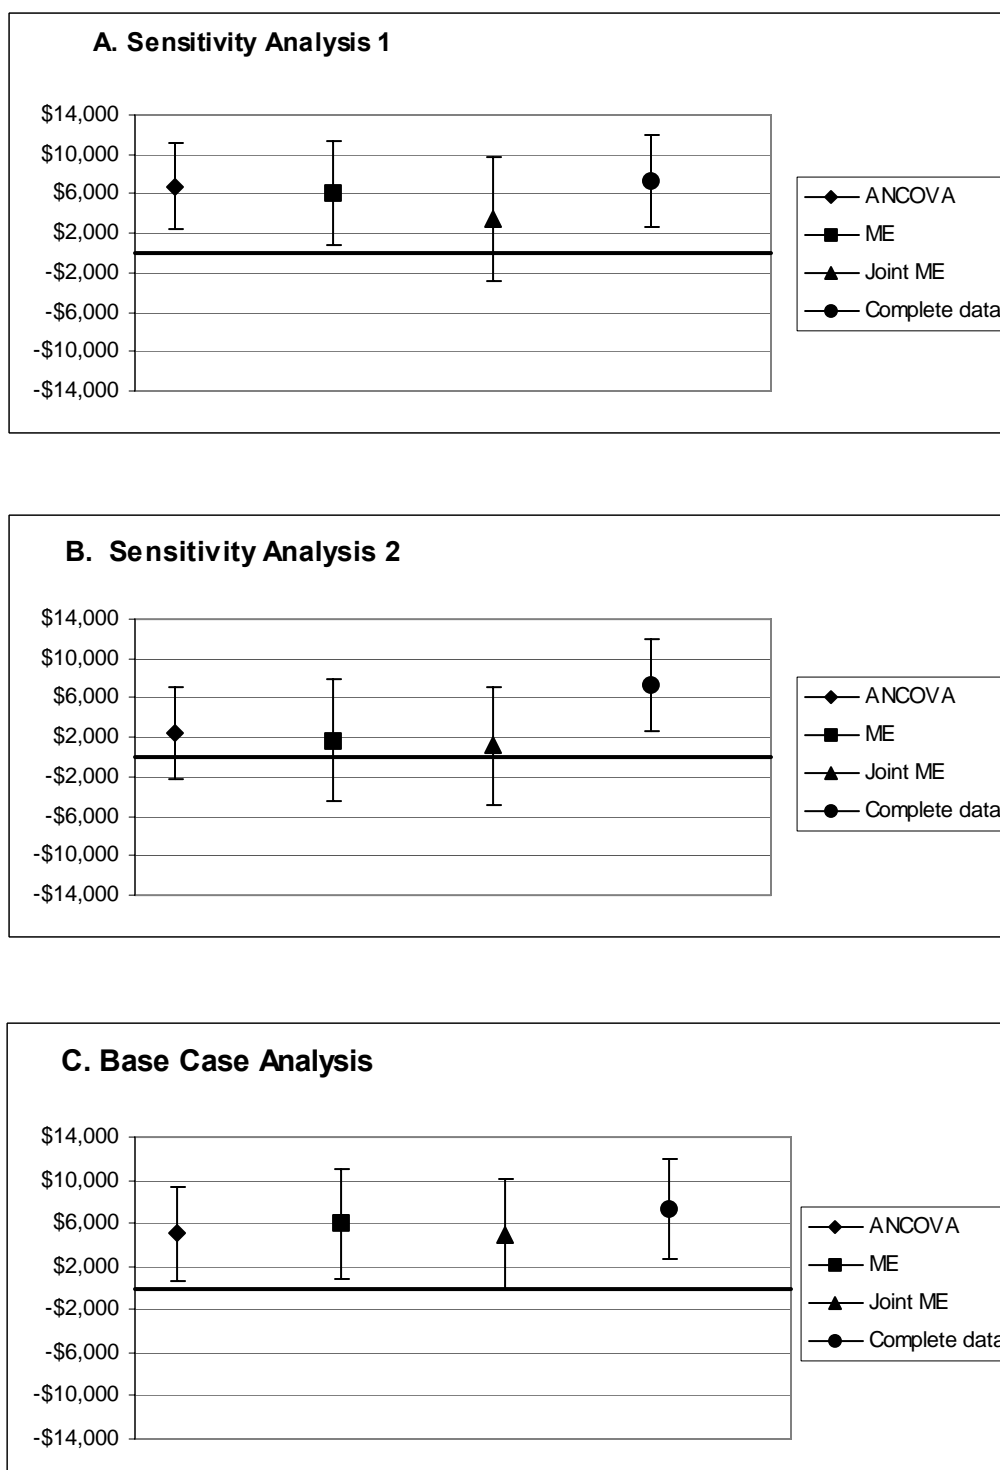 A. Sensitivity Analysis 1
$14,000
$10,000
$6,000
$2,000
-$2,000
-$6,000
-$10,000
-$14,000
ANCOVA
ME
Joint ME
Complete data
B. Sensitivity Analysis 2
$14,000
$10,000
$6,000
$2,000
-$2,000
-$6,000
-$10,000
-$14,000
ANCOVA
ME
Joint ME
Complete data
C. Base Case Analysis
$14,000
$10,000
$6,000
$2,000
-$2,000
-$6,000
-$10,000
-$14,000
ANCOVA
ME
Joint ME
Complete data